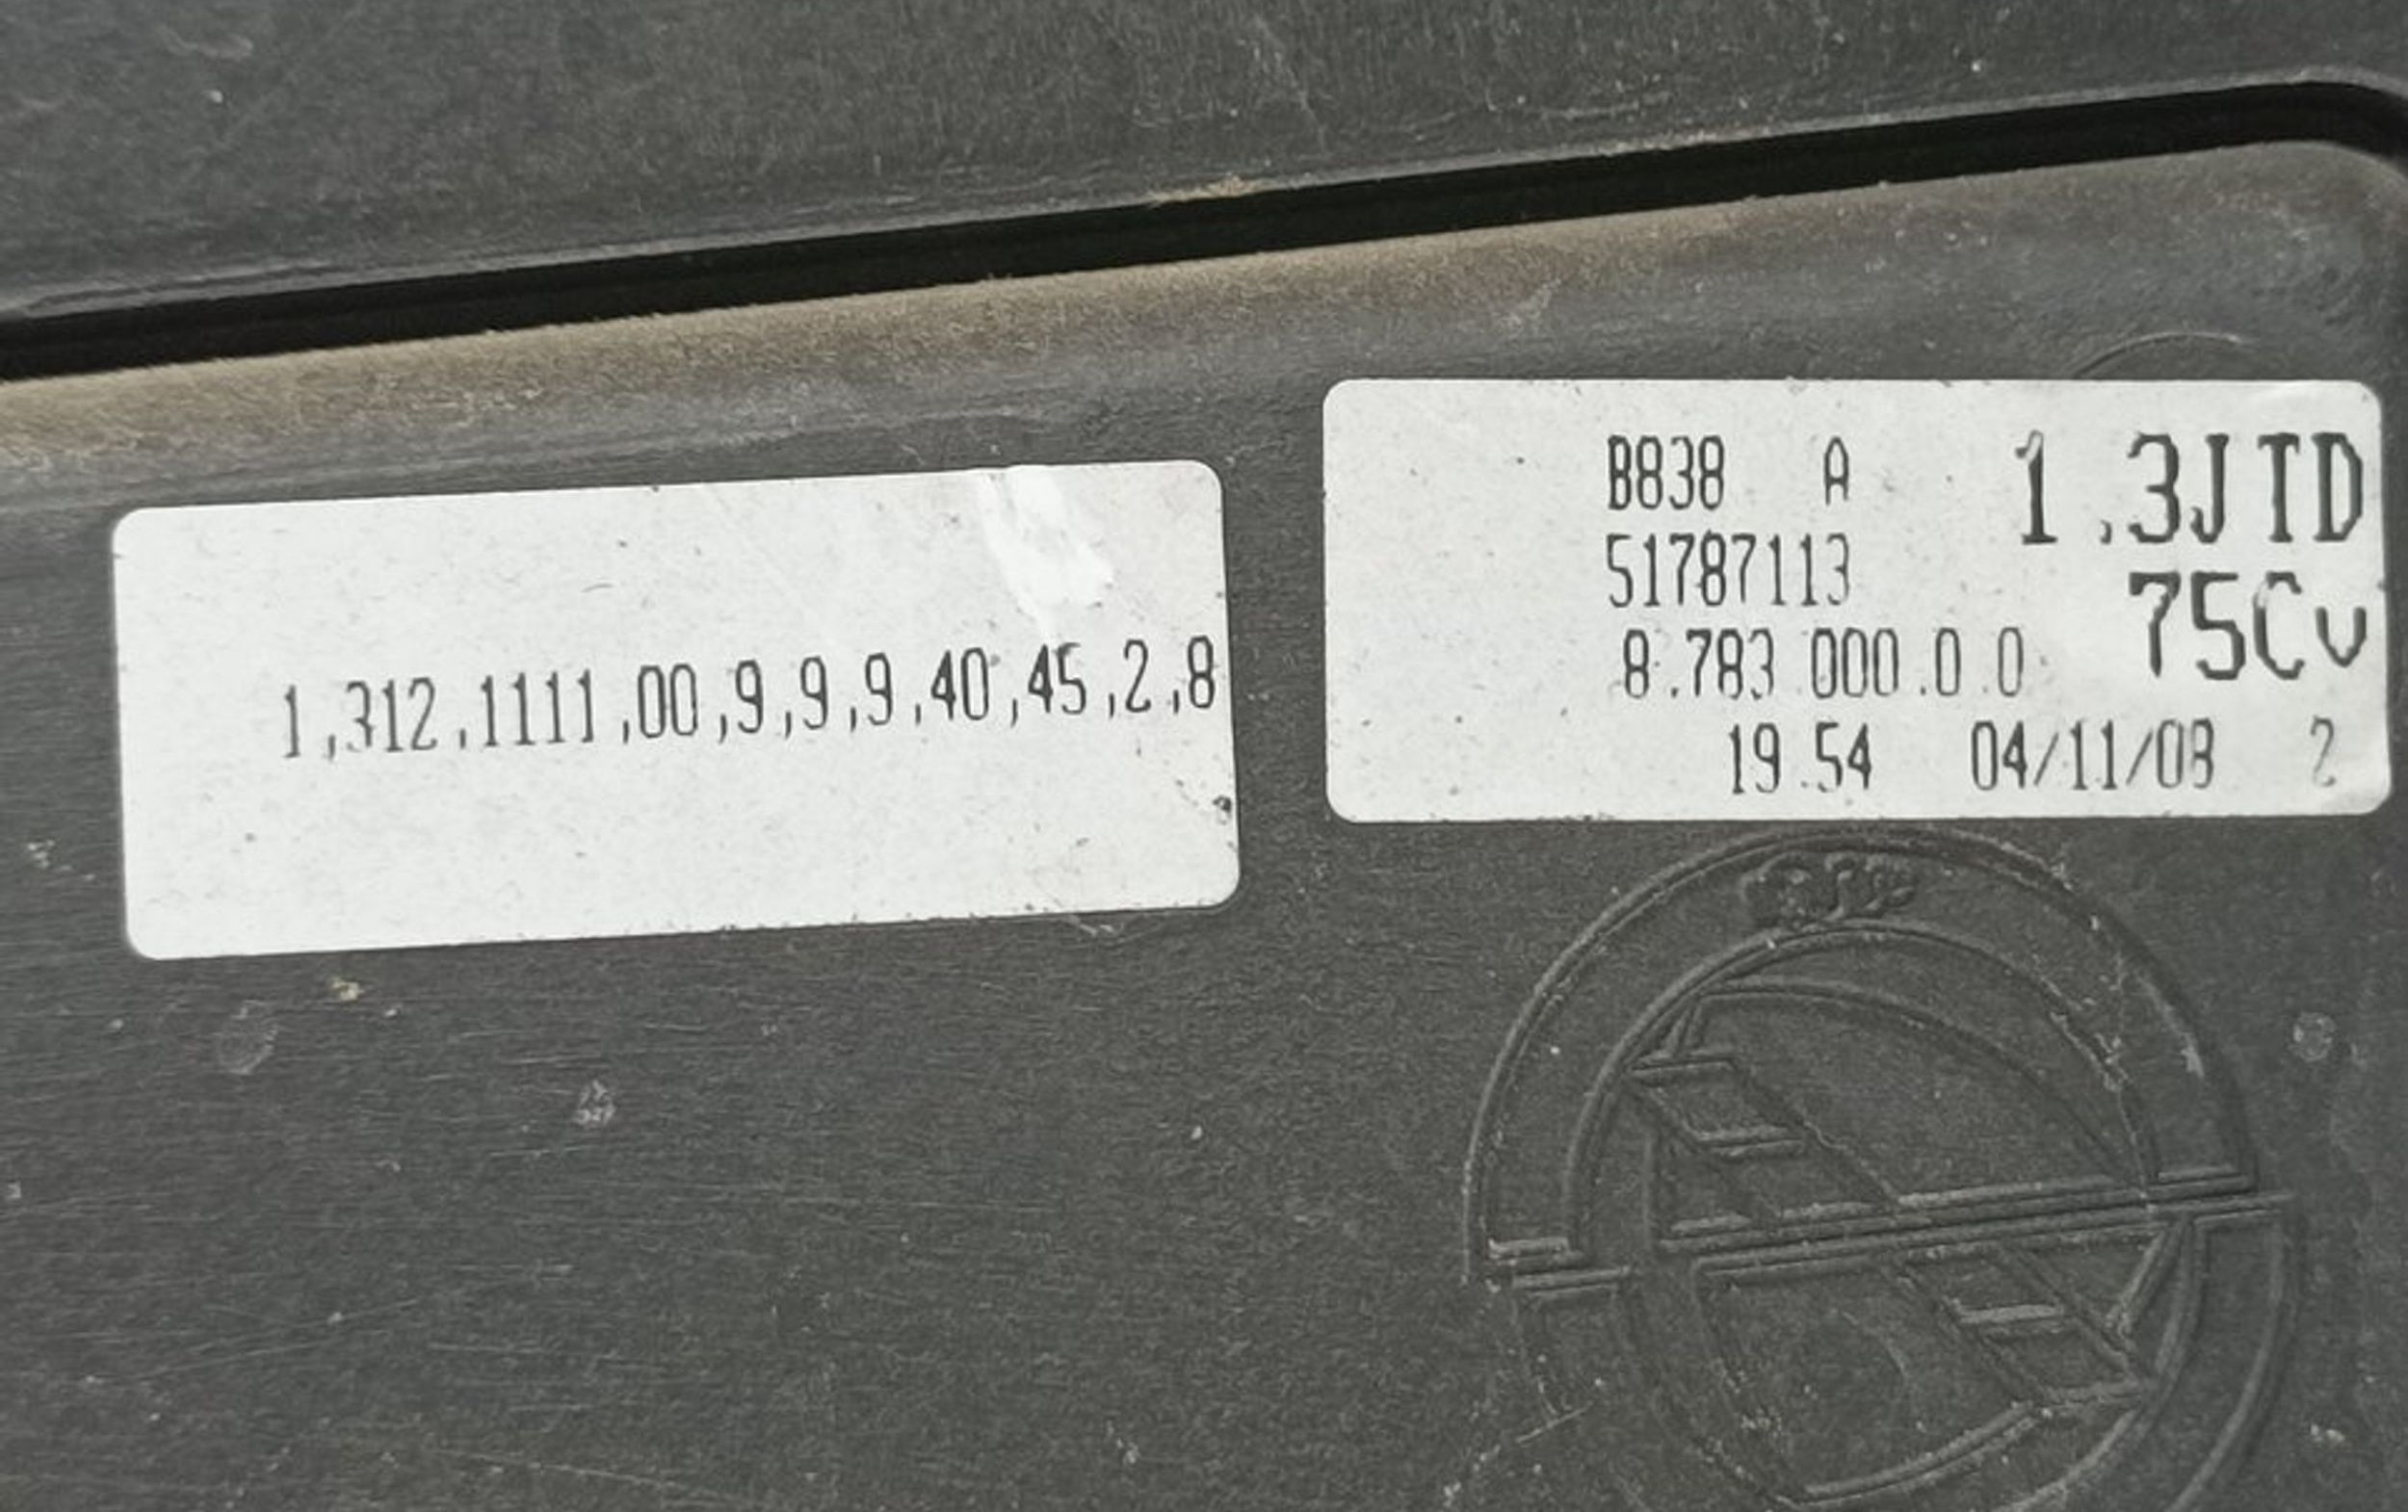 1,312,1111,00,9,9,9,40,45,2,8
B838 A 1.3JTD
51787113
75Cv
8.783.000.0.0
19.54 04/11/08 2